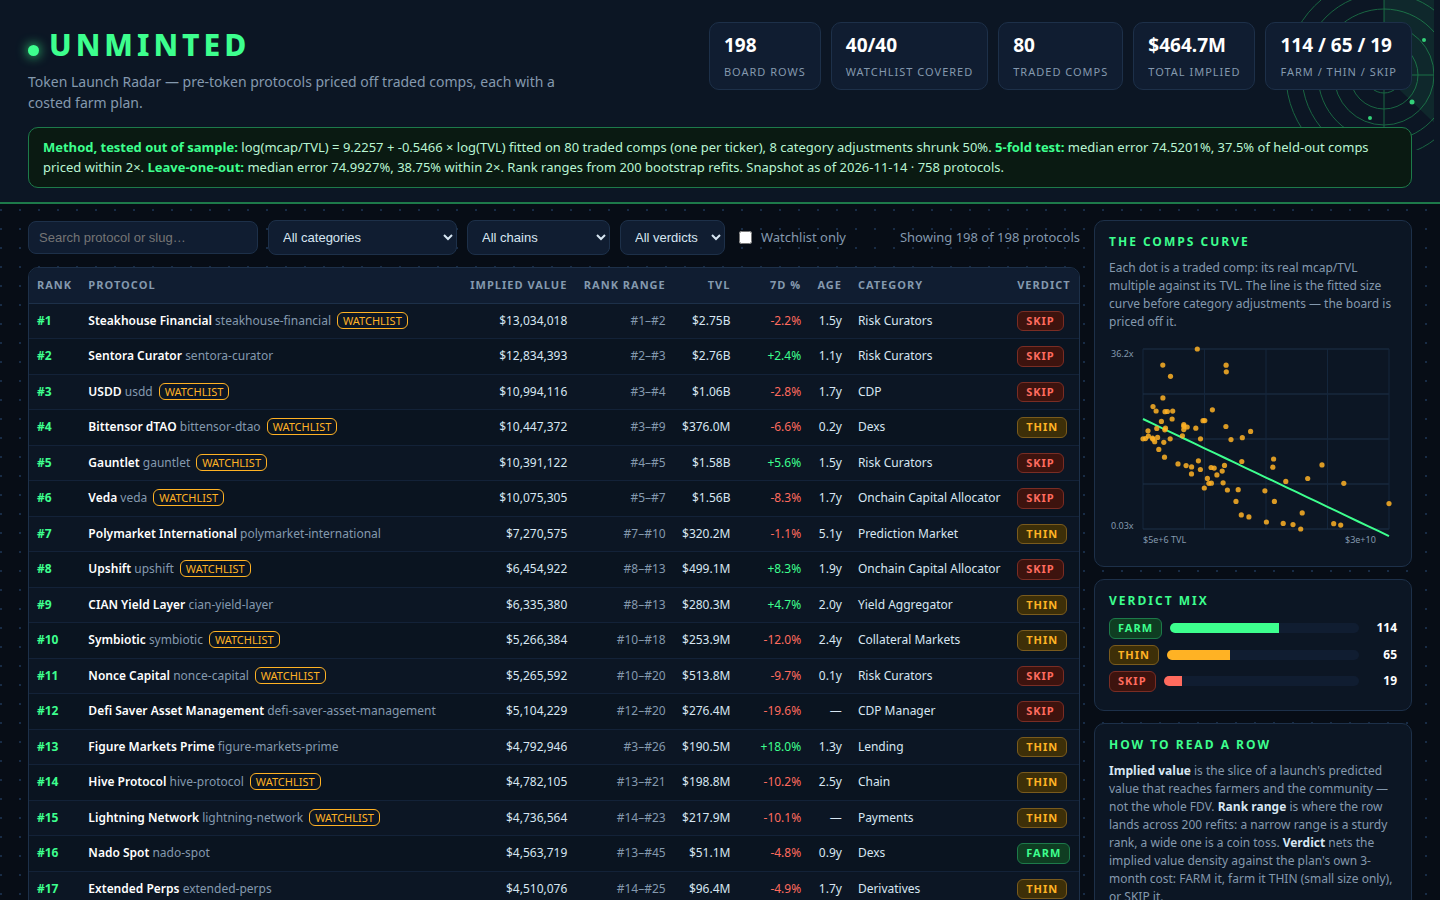 UNMINTED
Token Launch Radar — pre-token protocols priced off traded comps, each with a
costed farm plan.
198
BOARD ROWS
40/40
WATCHLIST COVERED
80
TRADED COMPS
$464.7M
TOTAL IMPLIED
114 / 65 / 19
FARM / THIN / SKIP
Method, tested out of sample: log(mcap/TVL) = 9.2257 + -0.5466 × log(TVL) fitted on 80 traded comps (one per ticker), 8 category adjustments shrunk 50%. 5-fold test: median error 74.5201%, 37.5% of held-out comps
priced within 2×. Leave-one-out: median error 74.9927%, 38.75% within 2×. Rank ranges from 200 bootstrap refits. Snapshot as of 2026-11-14 · 758 protocols.
Search protocol or slug…
All categories
All chains
All verdicts
Watchlist only
Showing 198 of 198 protocols
RANK PROTOCOL IMPLIED VALUE RANK RANGE TVL 7D % AGE CATEGORY VERDICT
#1 Steakhouse Financial steakhouse-financial WATCHLIST $13,034,018 #1–#2 $2.75B -2.2% 1.5y Risk Curators SKIP
#2 Sentora Curator sentora-curator $12,834,393 #2–#3 $2.76B +2.4% 1.1y Risk Curators SKIP
#3 USDD usdd WATCHLIST $10,994,116 #3–#4 $1.06B -2.8% 1.7y CDP SKIP
#4 Bittensor dTAO bittensor-dtao WATCHLIST $10,447,372 #3–#9 $376.0M -6.6% 0.2y Dexs THIN
#5 Gauntlet gauntlet WATCHLIST $10,391,122 #4–#5 $1.58B +5.6% 1.5y Risk Curators SKIP
#6 Veda veda WATCHLIST $10,075,305 #5–#7 $1.56B -8.3% 1.7y Onchain Capital Allocator SKIP
#7 Polymarket International polymarket-international $7,270,575 #7–#10 $320.2M -1.1% 5.1y Prediction Market THIN
#8 Upshift upshift WATCHLIST $6,454,922 #8–#13 $499.1M +8.3% 1.9y Onchain Capital Allocator SKIP
#9 CIAN Yield Layer cian-yield-layer $6,335,380 #8–#13 $280.3M +4.7% 2.0y Yield Aggregator THIN
#10 Symbiotic symbiotic WATCHLIST $5,266,384 #10–#18 $253.9M -12.0% 2.4y Collateral Markets THIN
#11 Nonce Capital nonce-capital WATCHLIST $5,265,592 #10–#20 $513.8M -9.7% 0.1y Risk Curators SKIP
#12 Defi Saver Asset Management defi-saver-asset-management $5,104,229 #12–#20 $276.4M -19.6% — CDP Manager SKIP
#13 Figure Markets Prime figure-markets-prime $4,792,946 #3–#26 $190.5M +18.0% 1.3y Lending THIN
#14 Hive Protocol hive-protocol WATCHLIST $4,782,105 #13–#21 $198.8M -10.2% 2.5y Chain THIN
#15 Lightning Network lightning-network WATCHLIST $4,736,564 #14–#23 $217.9M -10.1% — Payments THIN
#16 Nado Spot nado-spot $4,563,719 #13–#45 $51.1M -4.8% 0.9y Dexs FARM
#17 Extended Perps extended-perps $4,510,076 #14–#25 $96.4M -4.9% 1.7y Derivatives THIN
THE COMPS CURVE
Each dot is a traded comp: its real mcap/TVL
multiple against its TVL. The line is the fitted size
curve before category adjustments — the board is
priced off it.
36.2x
0.03x
$5e+6 TVL
$3e+10
VERDICT MIX
FARM 114
THIN 65
SKIP 19
HOW TO READ A ROW
Implied value is the slice of a launch's predicted
value that reaches farmers and the community —
not the whole FDV. Rank range is where the row
lands across 200 refits: a narrow range is a sturdy
rank, a wide one is a coin toss. Verdict nets the
implied value density against the plan's own 3-
month cost: FARM it, farm it THIN (small size only),
or SKIP it.